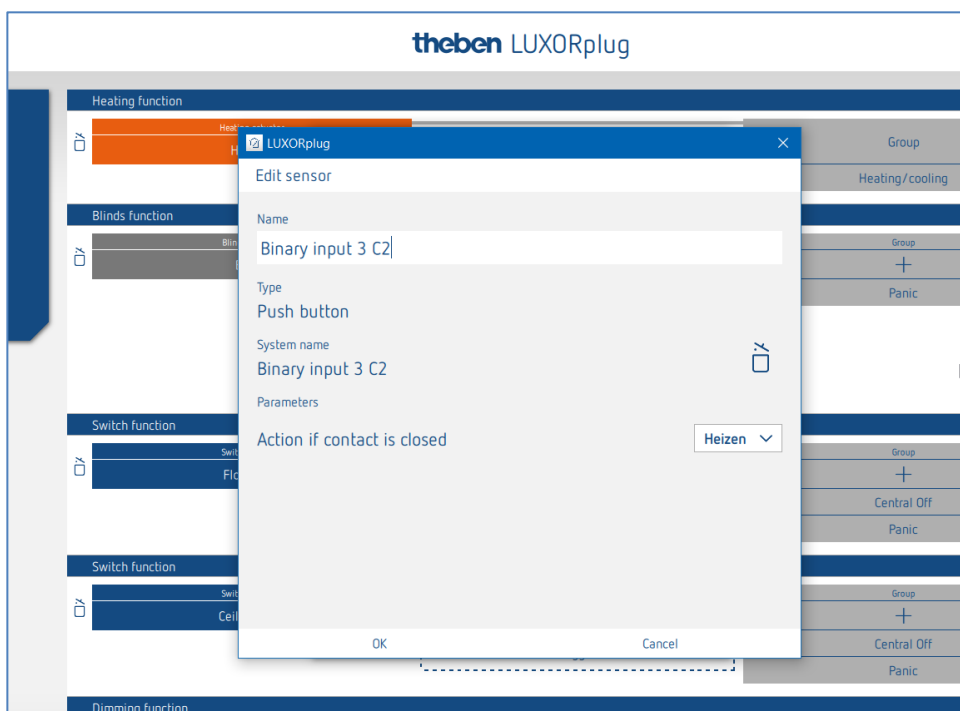 theben LUXORplug
Heating function
Group
Heating/cooling
LUXORplug
Edit sensor
Name
Binary input 3 C2
Type
Push button
System name
Binary input 3 C2
Parameters
Action if contact is closed
Heizen
OK
Cancel
Blinds function
Group
Panic
Switch function
Group
Central Off
Panic
Switch function
Group
Central Off
Panic
Dimming function